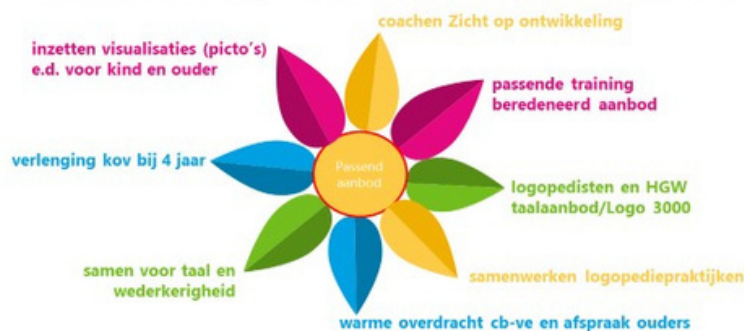 coachen Zicht op ontwikkeling
inzetten visualisaties (picto's)
e.d. voor kind en ouder
passende training
beredeneerd aanbod
verlenging kov bij 4 jaar
Passend
aanbod
logopedisten en HGW
taalaanbod/Logo 3000
samen voor taal en
wederkerigheid
samenwerken logopediepraktijken
warme overdracht cb-ve en afspraak ouders